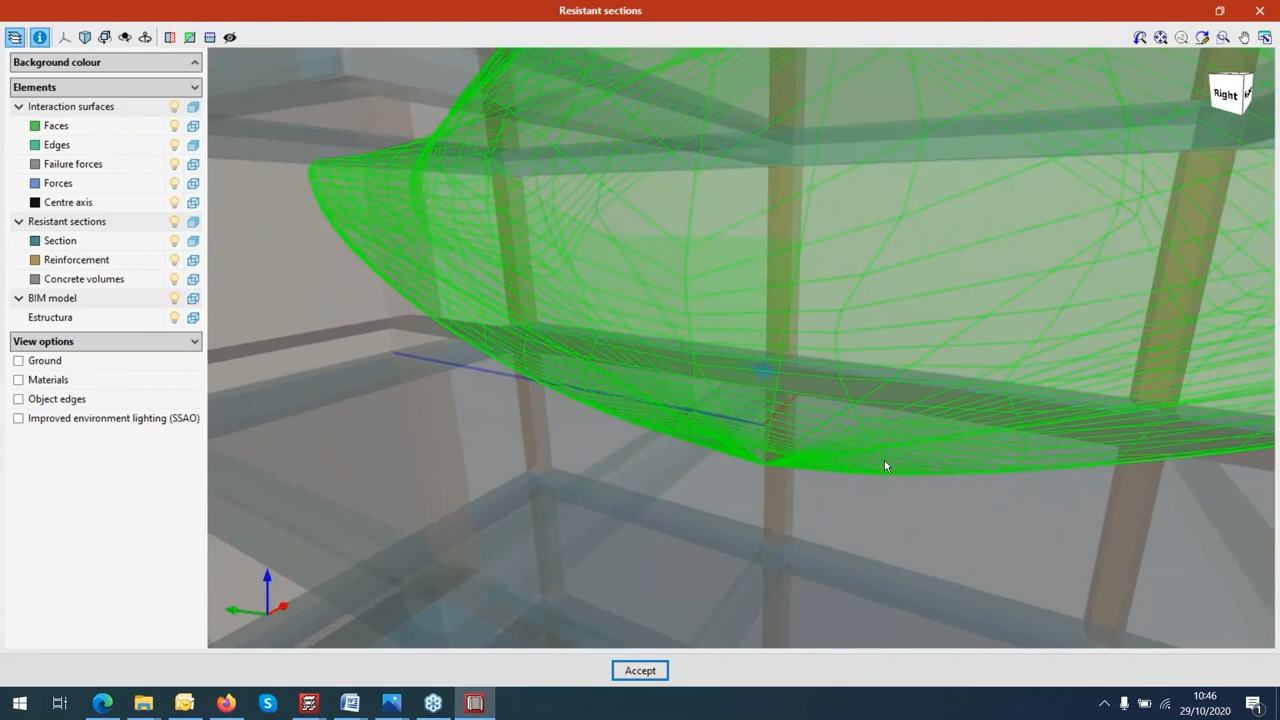 Resistant sections
Background colour
Elements
Interaction surfaces
Faces
Edges
Failure forces
Forces
Centre axis
Resistant sections
Section
Reinforcement
Concrete volumes
BIM model
Estructura
View options
Ground
Materials
Object edges
Improved environment lighting (SSAO)
Right
Accept
10:46
29/10/2020